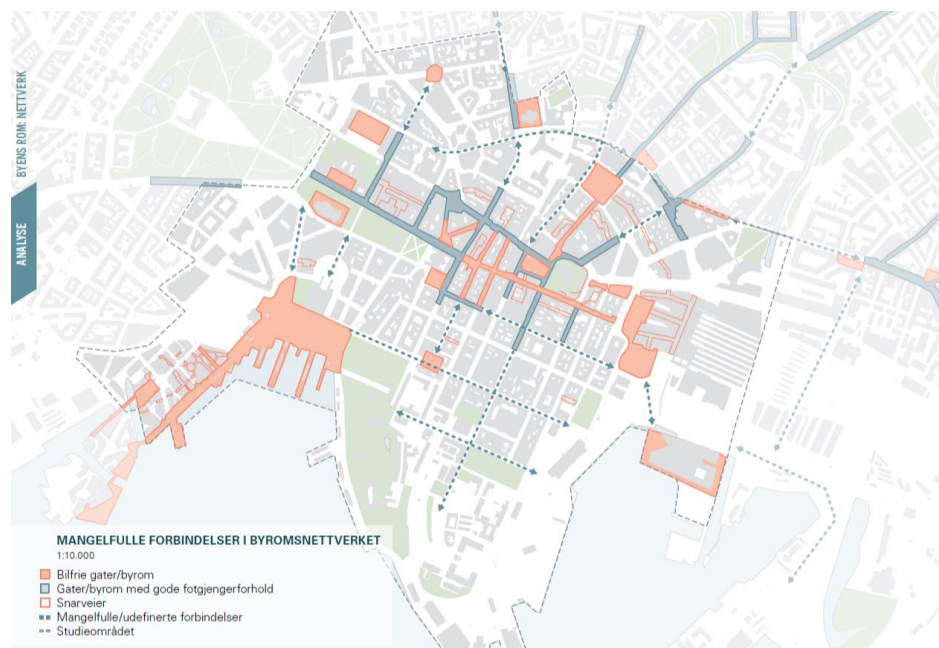 BYENS ROM: NETTVERK
ANALYSE
MANGELFULLE FORBINDELSER I BYROMSNETTVERKET
1:10.000
Bilfrie gater/byrom
Gater/byrom med gode fotgjengerforhold
Snarveier
Mangelfulle/udefinerte forbindelser
Studieområdet